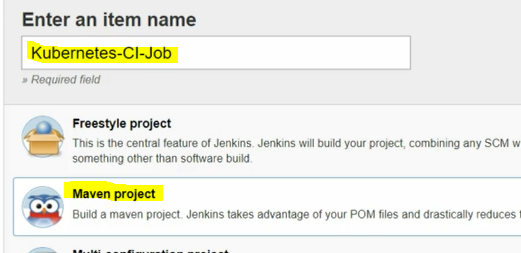 Enter an item name
Kubernetes-CI-Job
» Required field
Freestyle project
This is the central feature of Jenkins. Jenkins will build your project, combining any SCM w
something other than software build.
Maven project
Build a maven project. Jenkins takes advantage of your POM files and drastically reduces t
Multi-configuration project